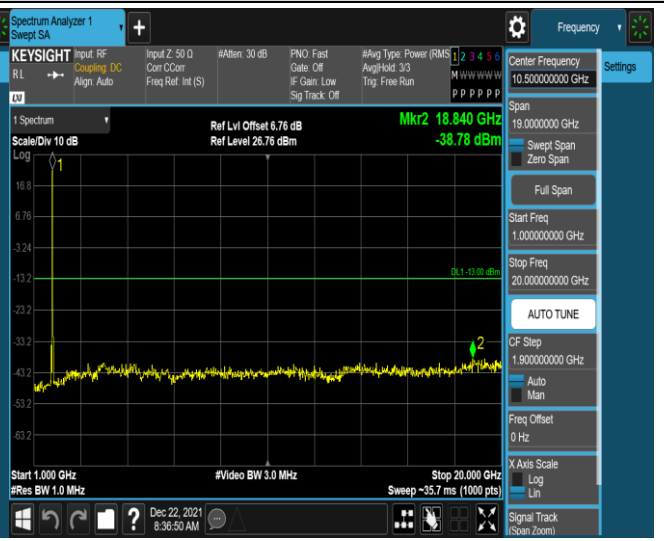 Spectrum Analyzer 1
Swept SA
+
Frequency
KEYSIGHT
R L
LXI
Input: RF
Coupling: DC
Align: Auto
Input Z: 50 Ω
Corr CCorr
Freq Ref: Int (S)
#Atten: 30 dB
PNO: Fast
Gate: Off
IF Gain: Low
Sig Track: Off
#Avg Type: Power (RMS
Avg|Hold: 3/3
Trig: Free Run
1 2 3 4 5 6
M W W W W W
P P P P P P
Center Frequency
10.500000000 GHz
Settings
Span
19.0000000 GHz
Swept Span
Zero Span
Full Span
Start Freq
1.000000000 GHz
Stop Freq
20.000000000 GHz
AUTO TUNE
CF Step
1.900000000 GHz
Auto
Man
Freq Offset
0 Hz
X Axis Scale
Log
Lin
Signal Track
(Span Zoom)
1 Spectrum
Scale/Div 10 dB
Log
Ref Lvl Offset 6.76 dB
Ref Level 26.76 dBm
Mkr2 18.840 GHz
-38.78 dBm
1
16.8
6.76
-3.24
-13.2
DL1 -13.00 dBm
-23.2
-33.2
2
-43.2
-53.2
-63.2
Start 1.000 GHz
#Video BW 3.0 MHz
Stop 20.000 GHz
#Res BW 1.0 MHz
Sweep ~35.7 ms (1000 pts)
?
Dec 22, 2021
8:36:50 AM